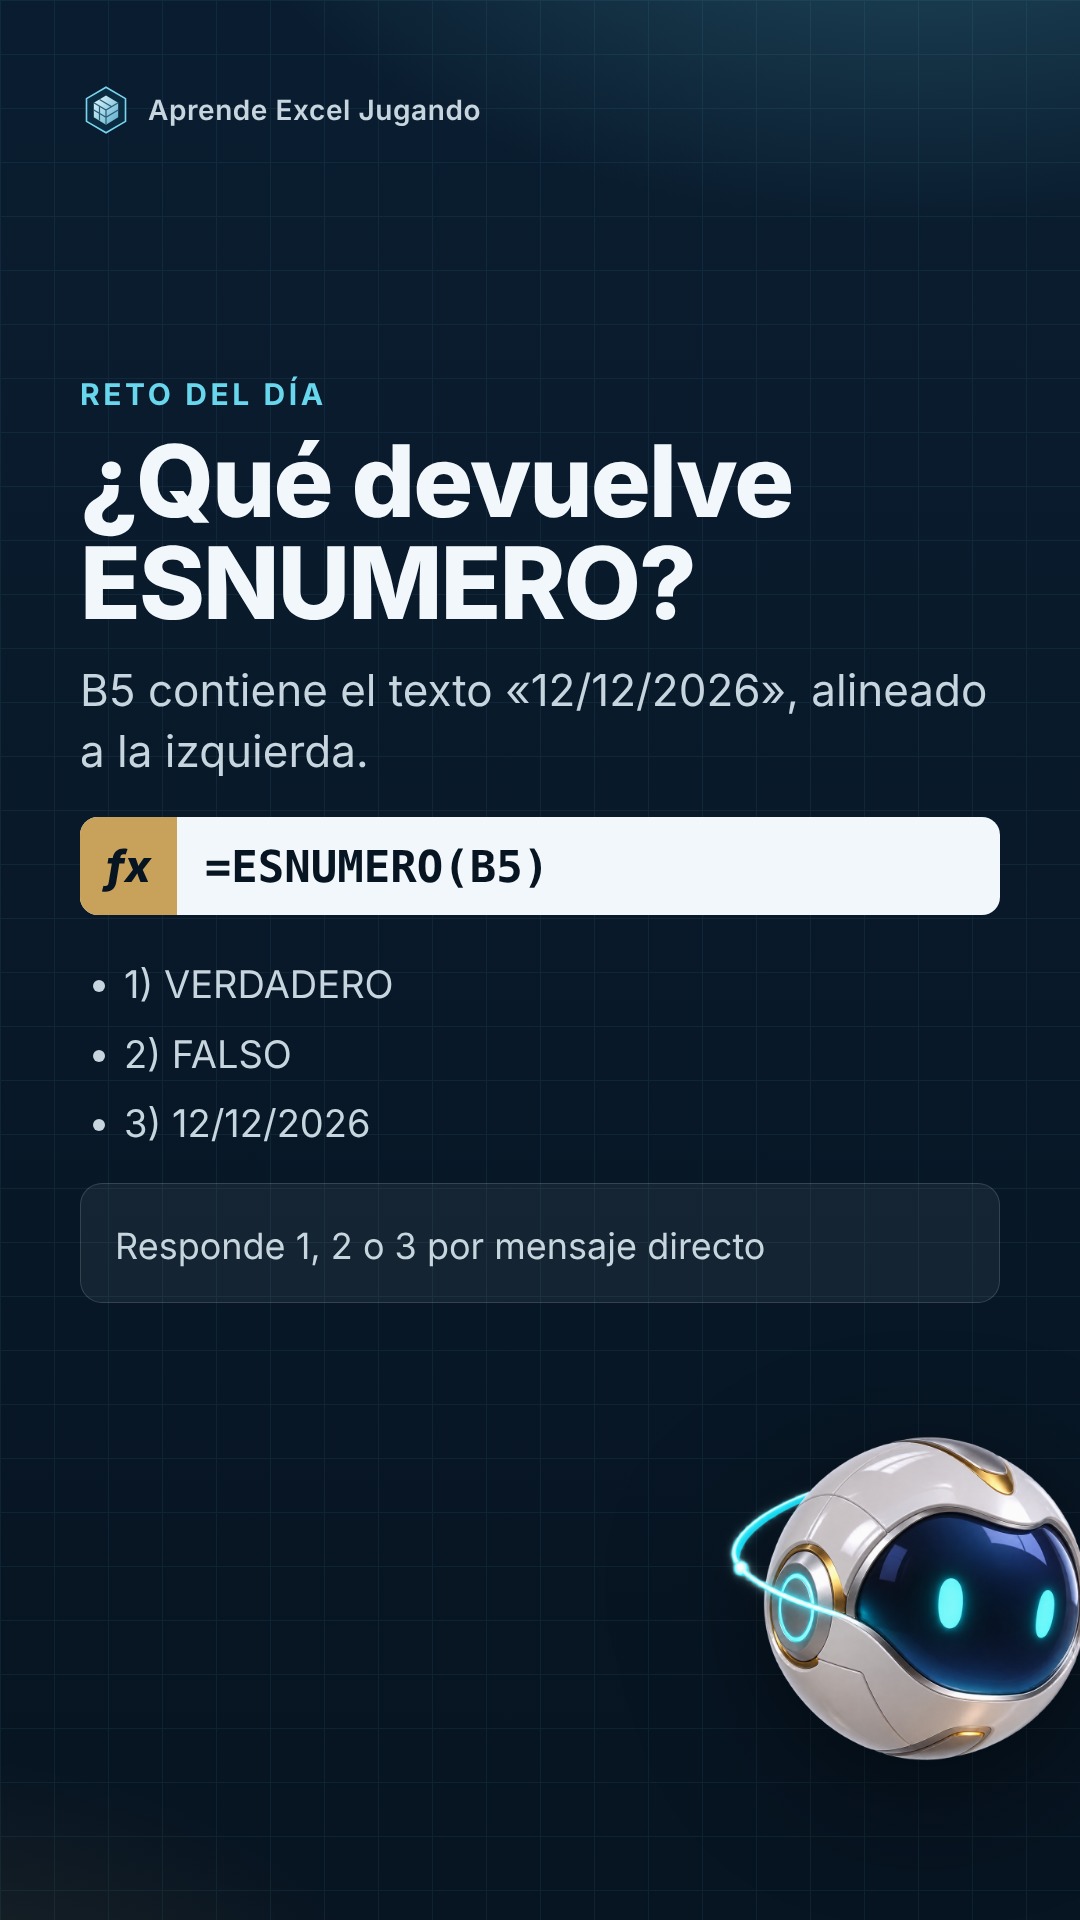 Aprende Excel Jugando
RETO DEL DÍA
¿Qué devuelve
ESNUMERO?
B5 contiene el texto «12/12/2026», alineado
a la izquierda.
fx =ESNUMERO(B5)
• 1) VERDADERO
• 2) FALSO
• 3) 12/12/2026
Responde 1, 2 o 3 por mensaje directo